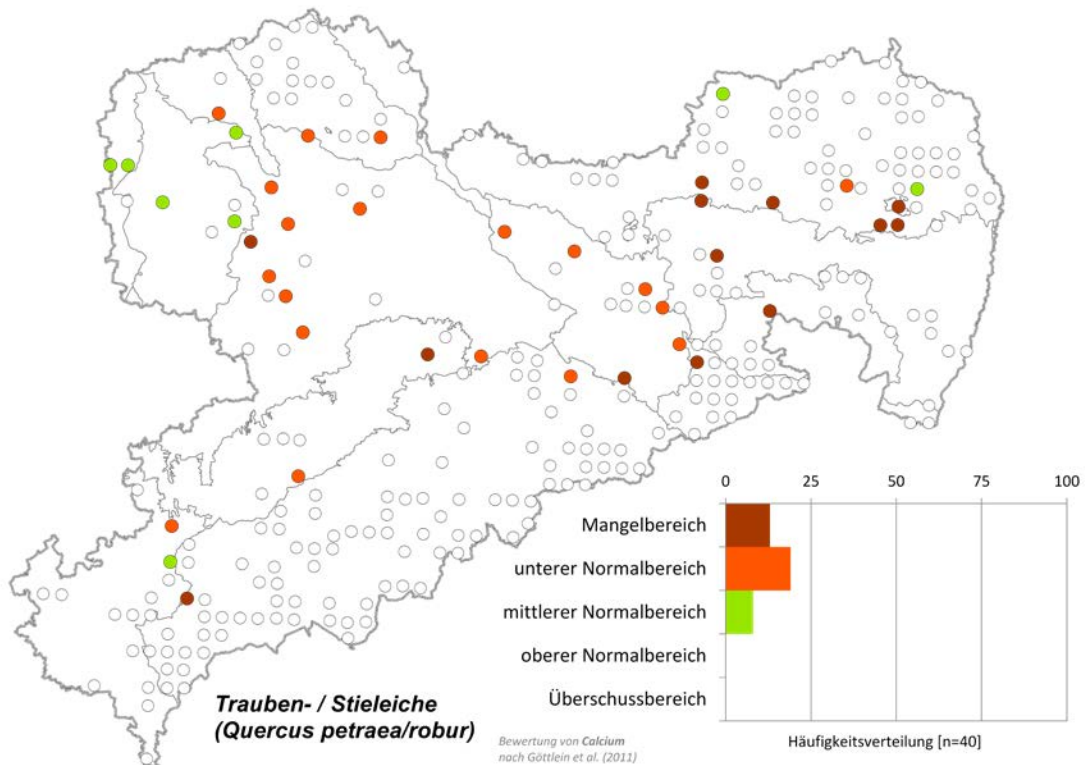 0 25 50 75 100
Mangelbereich
unterer Normalbereich
mittlerer Normalbereich
oberer Normalbereich
Überschussbereich
Häufigkeitsverteilung [n=40]
Trauben- / Stieleiche
(Quercus petraea/robur)
Bewertung von Calcium
nach Göttlein et al. (2011)